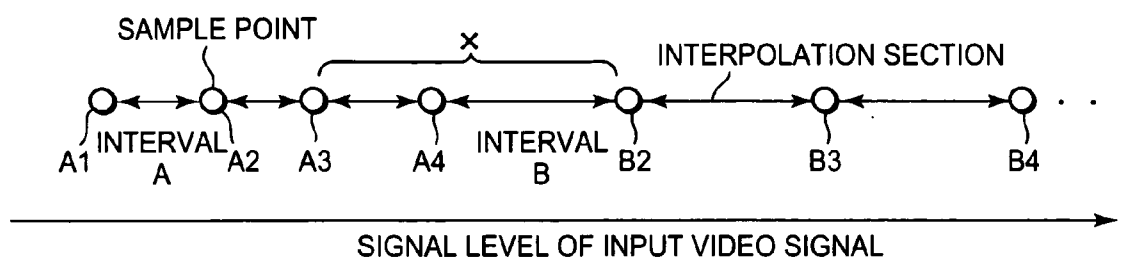 SAMPLE POINT
×
INTERPOLATION SECTION
A1 INTERVAL A A2 A3 A4 INTERVAL B B2 B3 B4
SIGNAL LEVEL OF INPUT VIDEO SIGNAL